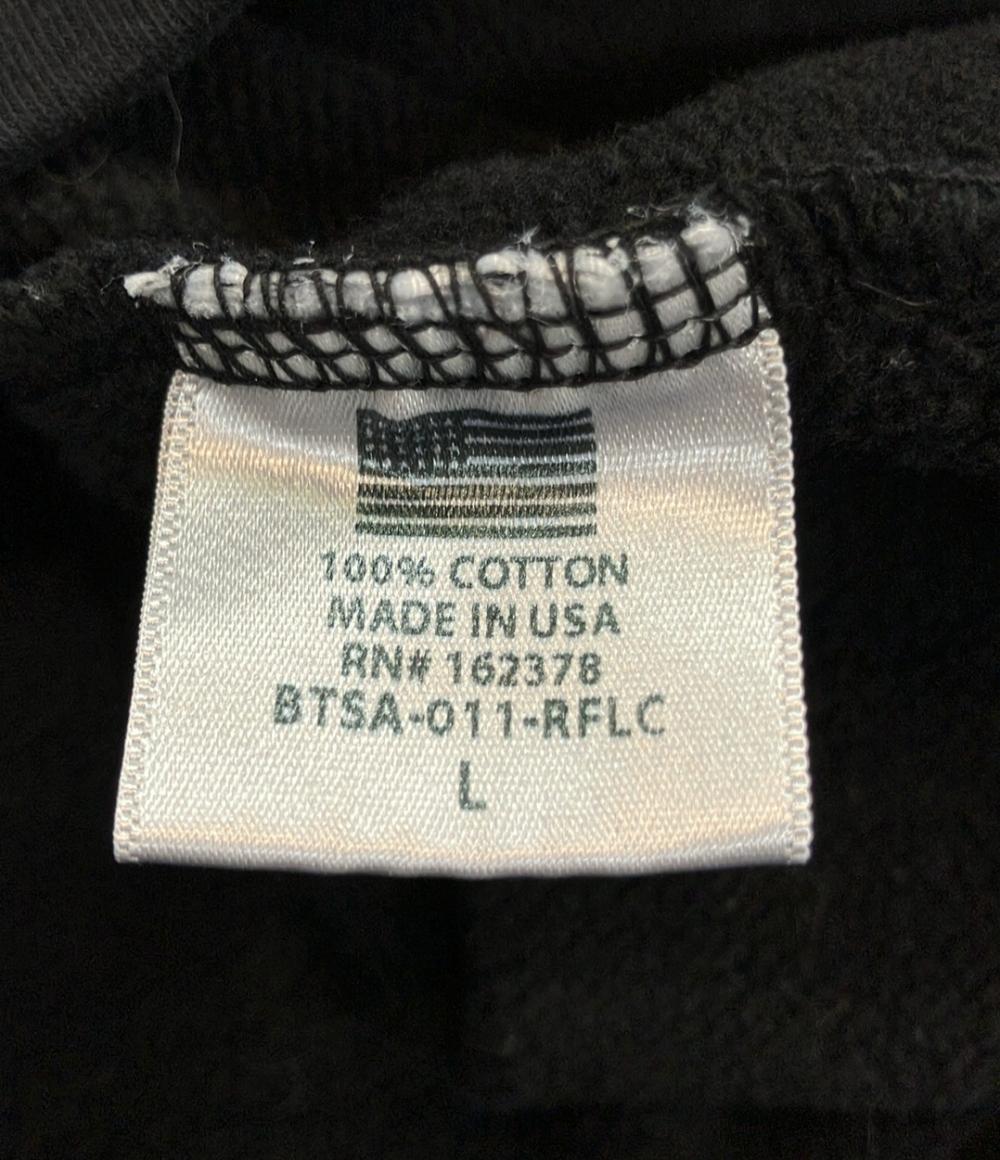 100% COTTON
MADE IN USA
RN# 162378
BTSA-011-RFLC
L